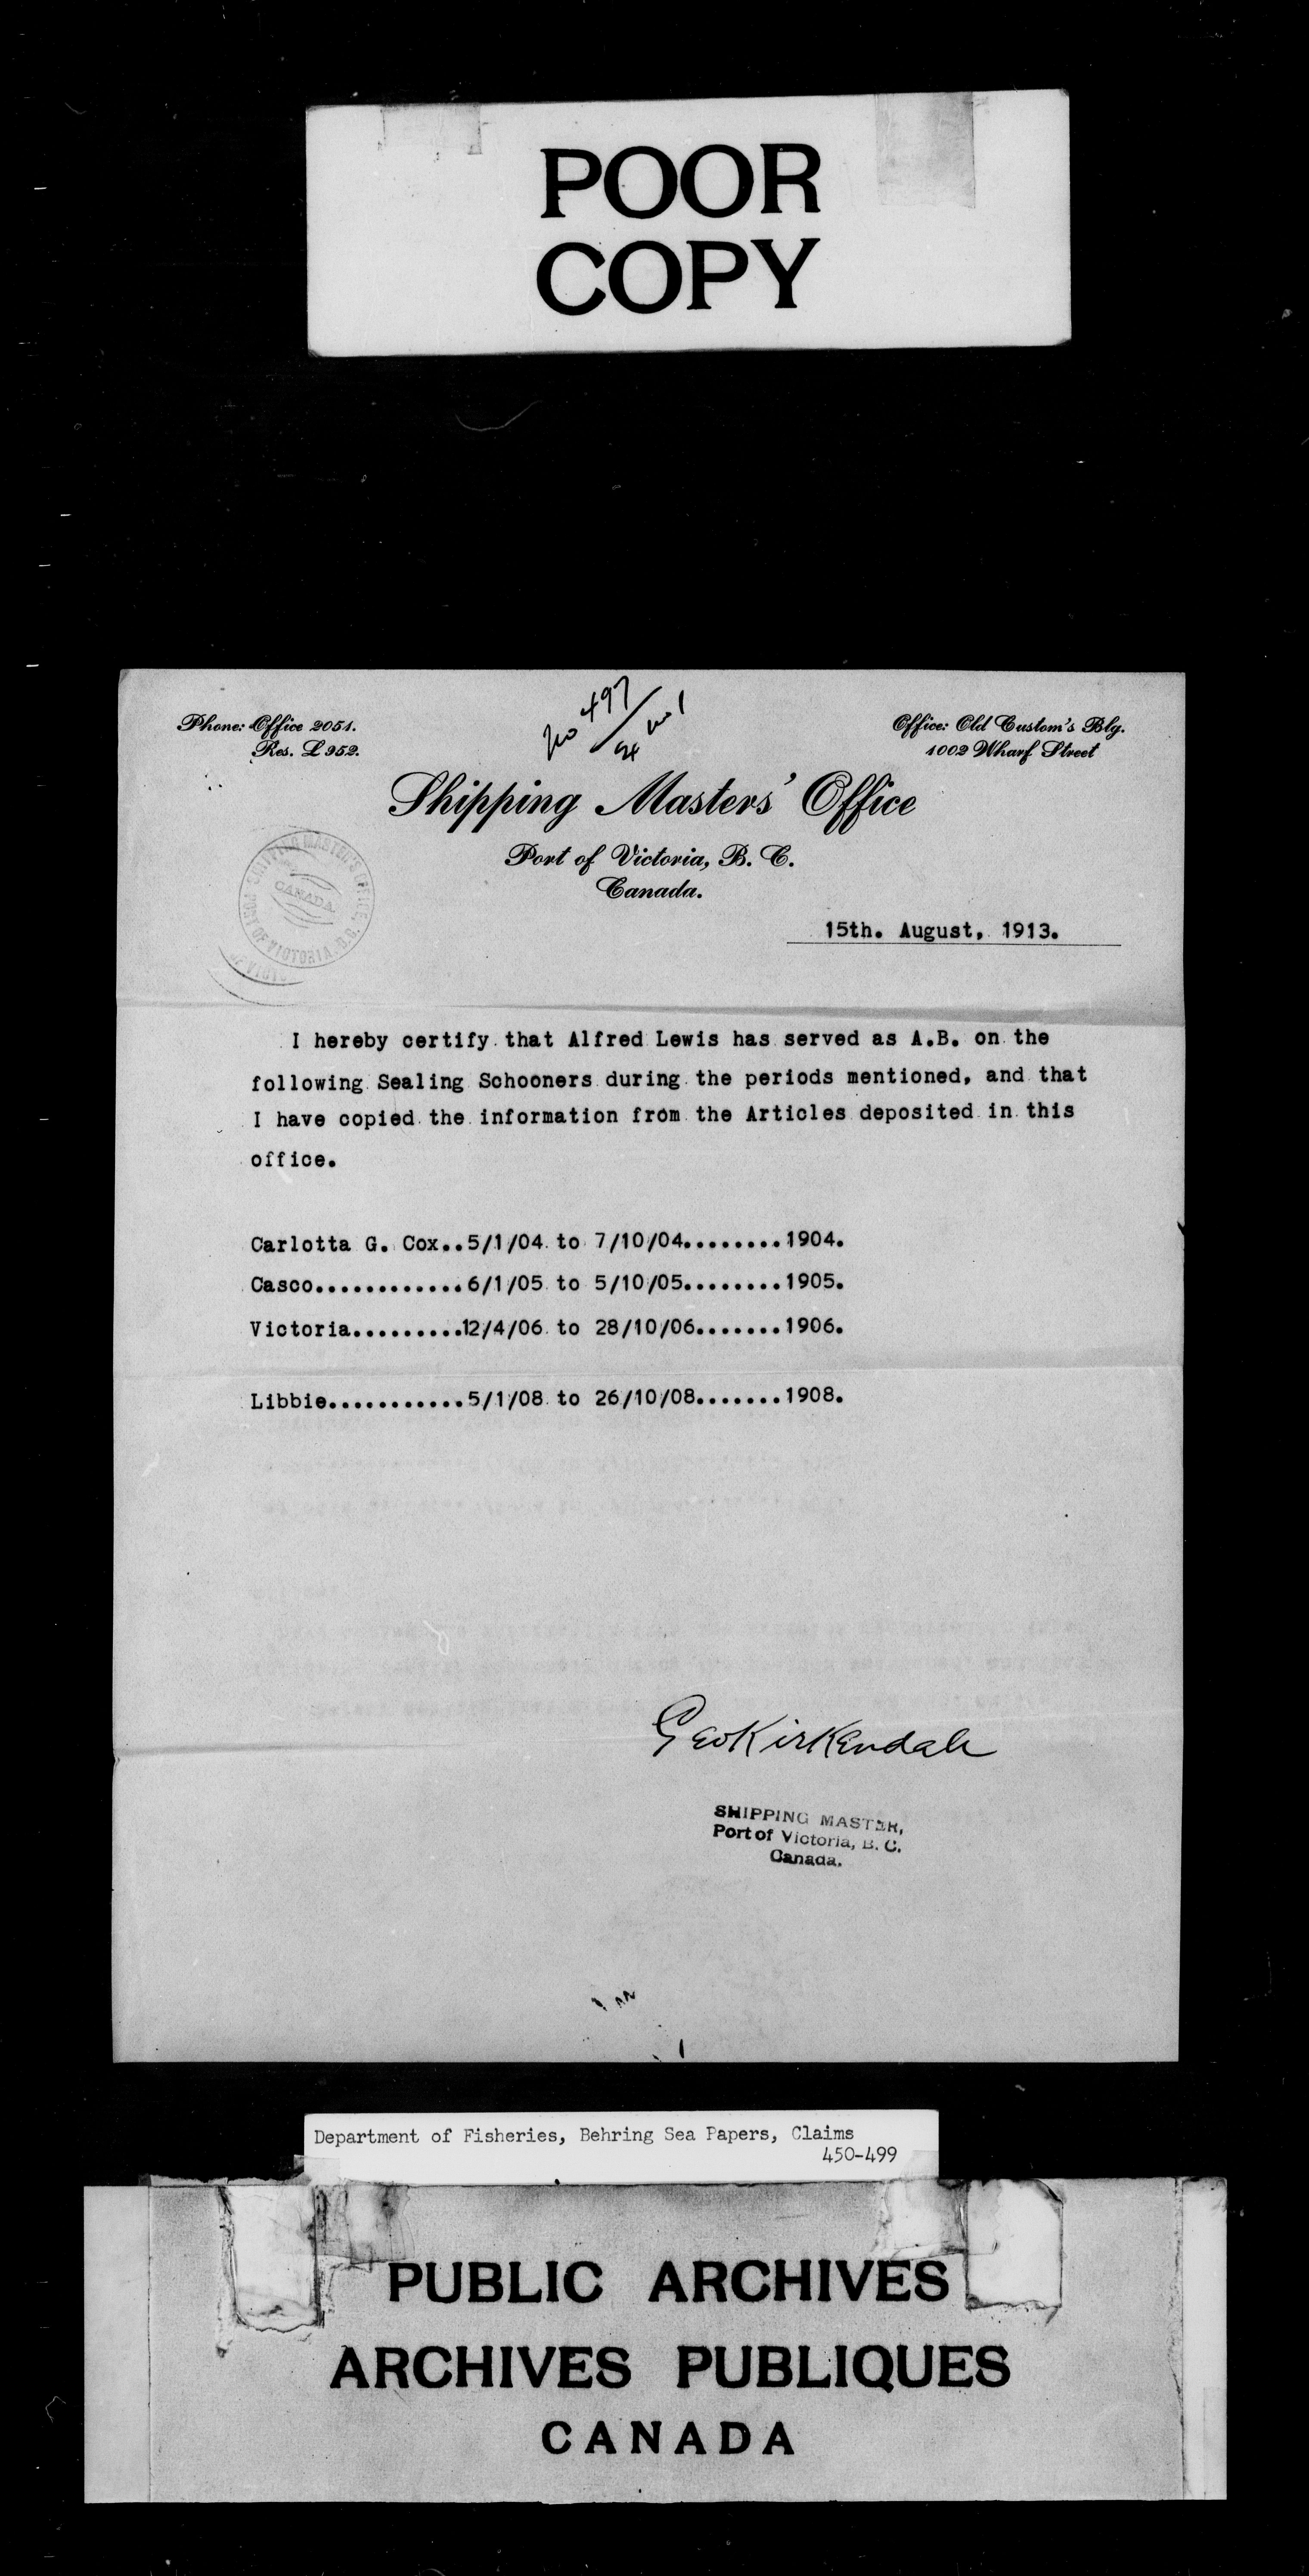 POOR
COPY
No 497
Phone: Office 2051.
Res. L 952.
Office: Old Custom's Blg.
1002 Wharf Street
Shipping Masters' Office
Port of Victoria, B. C.
Canada.
SHIPPING MASTER'S OFFICE,
CANADA.
PORT OF VICTORIA, B.C.
15th. August, 1913.
I hereby certify that Alfred Lewis has served as A.B. on the
following Sealing Schooners during the periods mentioned, and that
I have copied the information from the Articles deposited in this
office.
Carlotta G. Cox..5/1/04 to 7/10/04........1904.
Casco............6/1/05 to 5/10/05........1905.
Victoria.........12/4/06 to 28/10/06.......1906.
Libbie...........5/1/08 to 26/10/08.......1908.
Geo Kirkendale
SHIPPING MASTER,
Port of Victoria, B. C.
Canada.
Department of Fisheries, Behring Sea Papers, Claims
450-499
PUBLIC ARCHIVES
ARCHIVES PUBLIQUES
CANADA